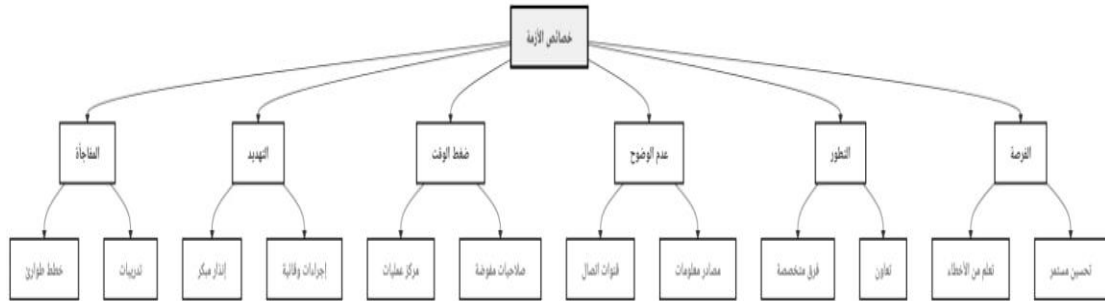 خصائص الأزمة
الفرصة
التطور
عدم الوضوح
ضغط الوقت
التهديد
المفاجأة
تحسين مستمر
تعلم من الأخطاء
تعاون
فرق متخصصة
مصادر معلومات
قنوات اتصال
صلاحيات مفوضة
مركز عمليات
إجراءات وقائية
إنذار مبكر
تدريبات
خطط طوارئ